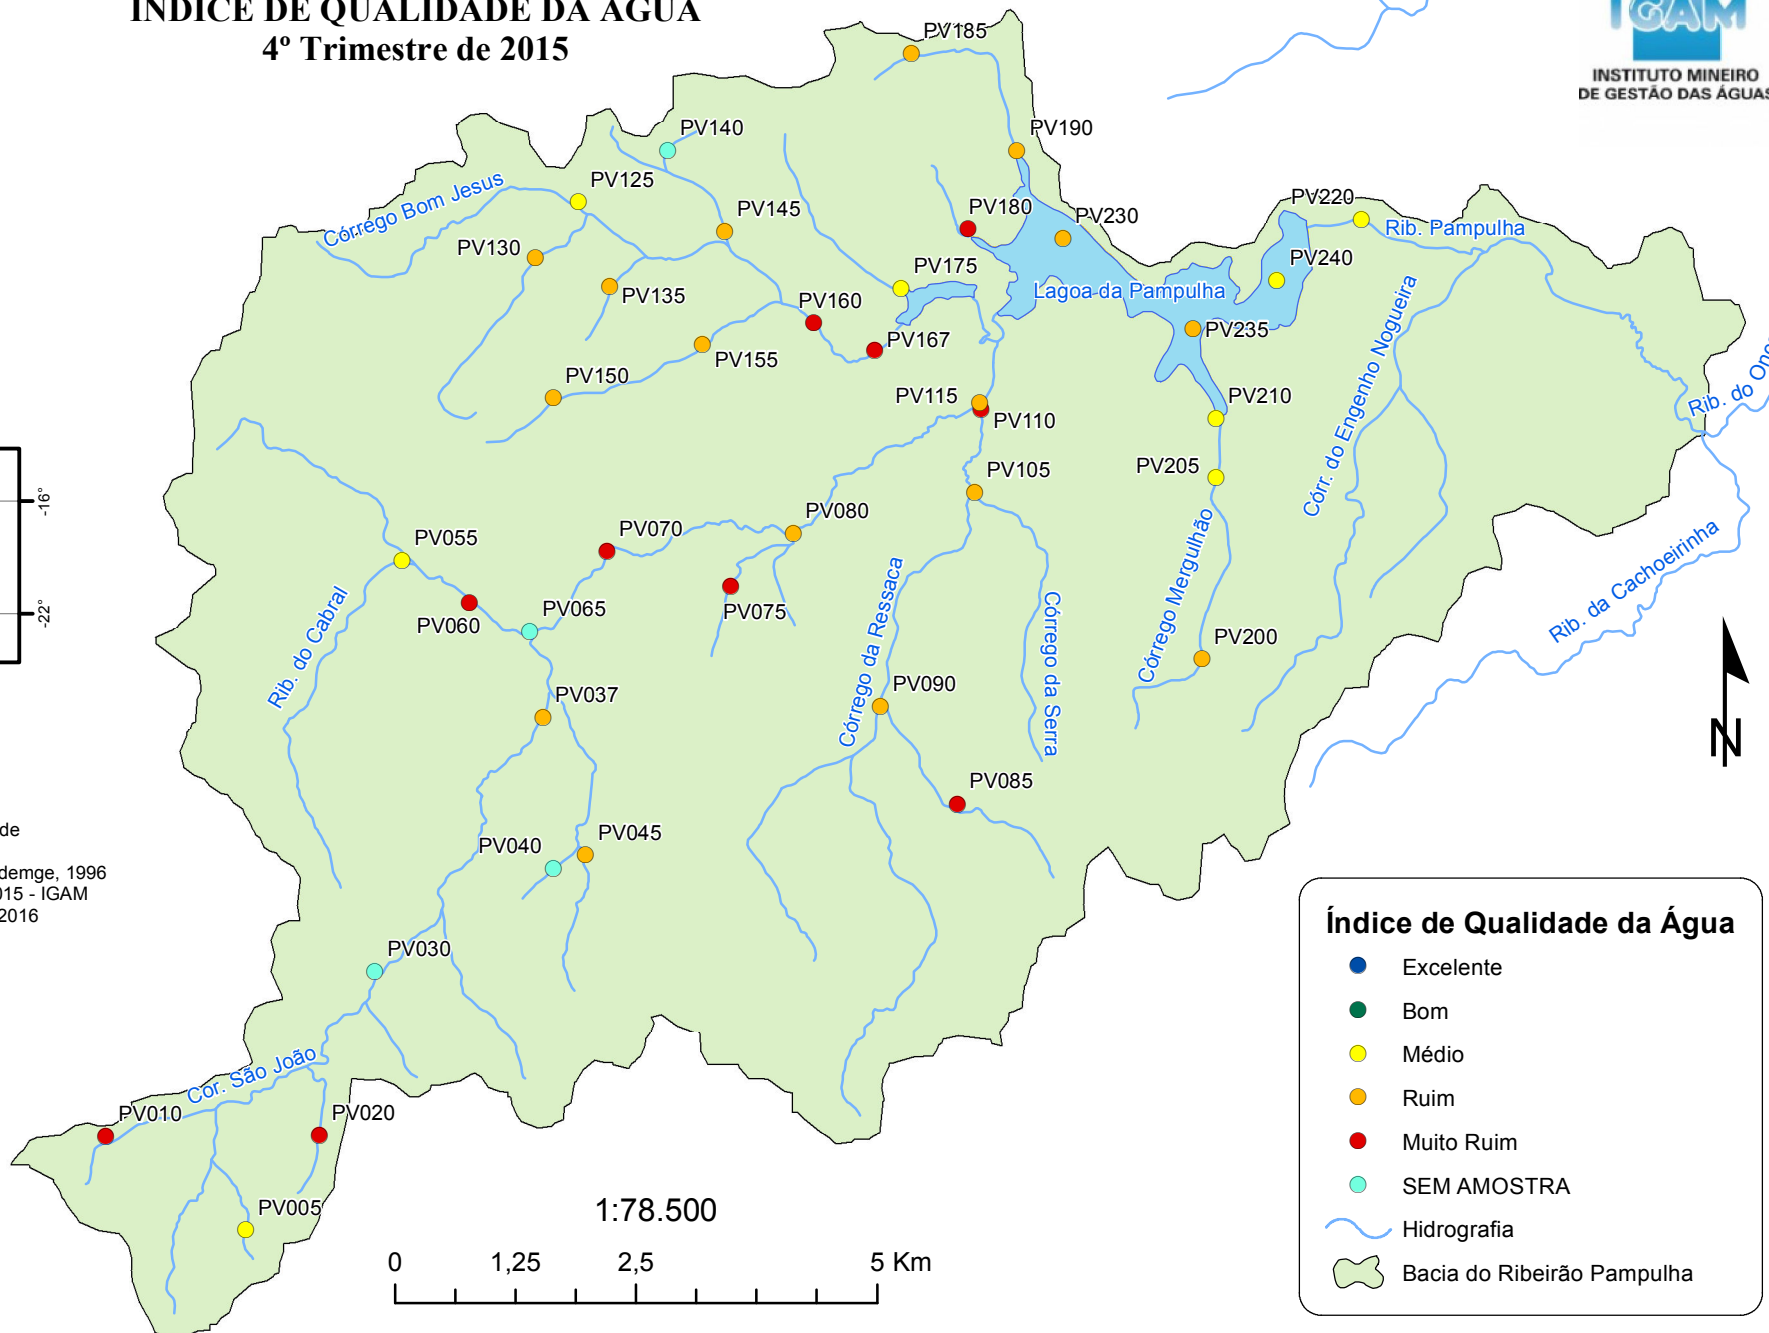 ÍNDICE DE QUALIDADE DA ÁGUA
4º Trimestre de 2015
IGAM
INSTITUTO MINEIRO
DE GESTÃO DAS ÁGUAS
PV185
PV140
PV190
PV125
Córrego Bom Jesus
PV145
PV180
PV230
PV220
Rib. Pampulha
PV130
PV175
PV240
PV135
PV160
Lagoa da Pampulha
PV167
PV235
PV155
PV150
PV115
PV110
PV210
Córr. do Engenho Nogueira
Rib. do
PV105
PV205
-16°
PV080
PV070
PV055
Córrego Mergulhão
Rib. da Cachoeirinha
-22°
PV075
PV065
PV060
Rib. do Cabral
Córrego da Ressaca
Córrego da Serra
PV200
PV037
PV090
N
PV085
de
PV045
PV040
demge, 1996
015 - IGAM
2016
PV030
Cor. São João
PV010
PV020
PV005
1:78.500
0 1,25 2,5 5 Km
Índice de Qualidade da Água
Excelente
Bom
Médio
Ruim
Muito Ruim
SEM AMOSTRA
Hidrografia
Bacia do Ribeirão Pampulha